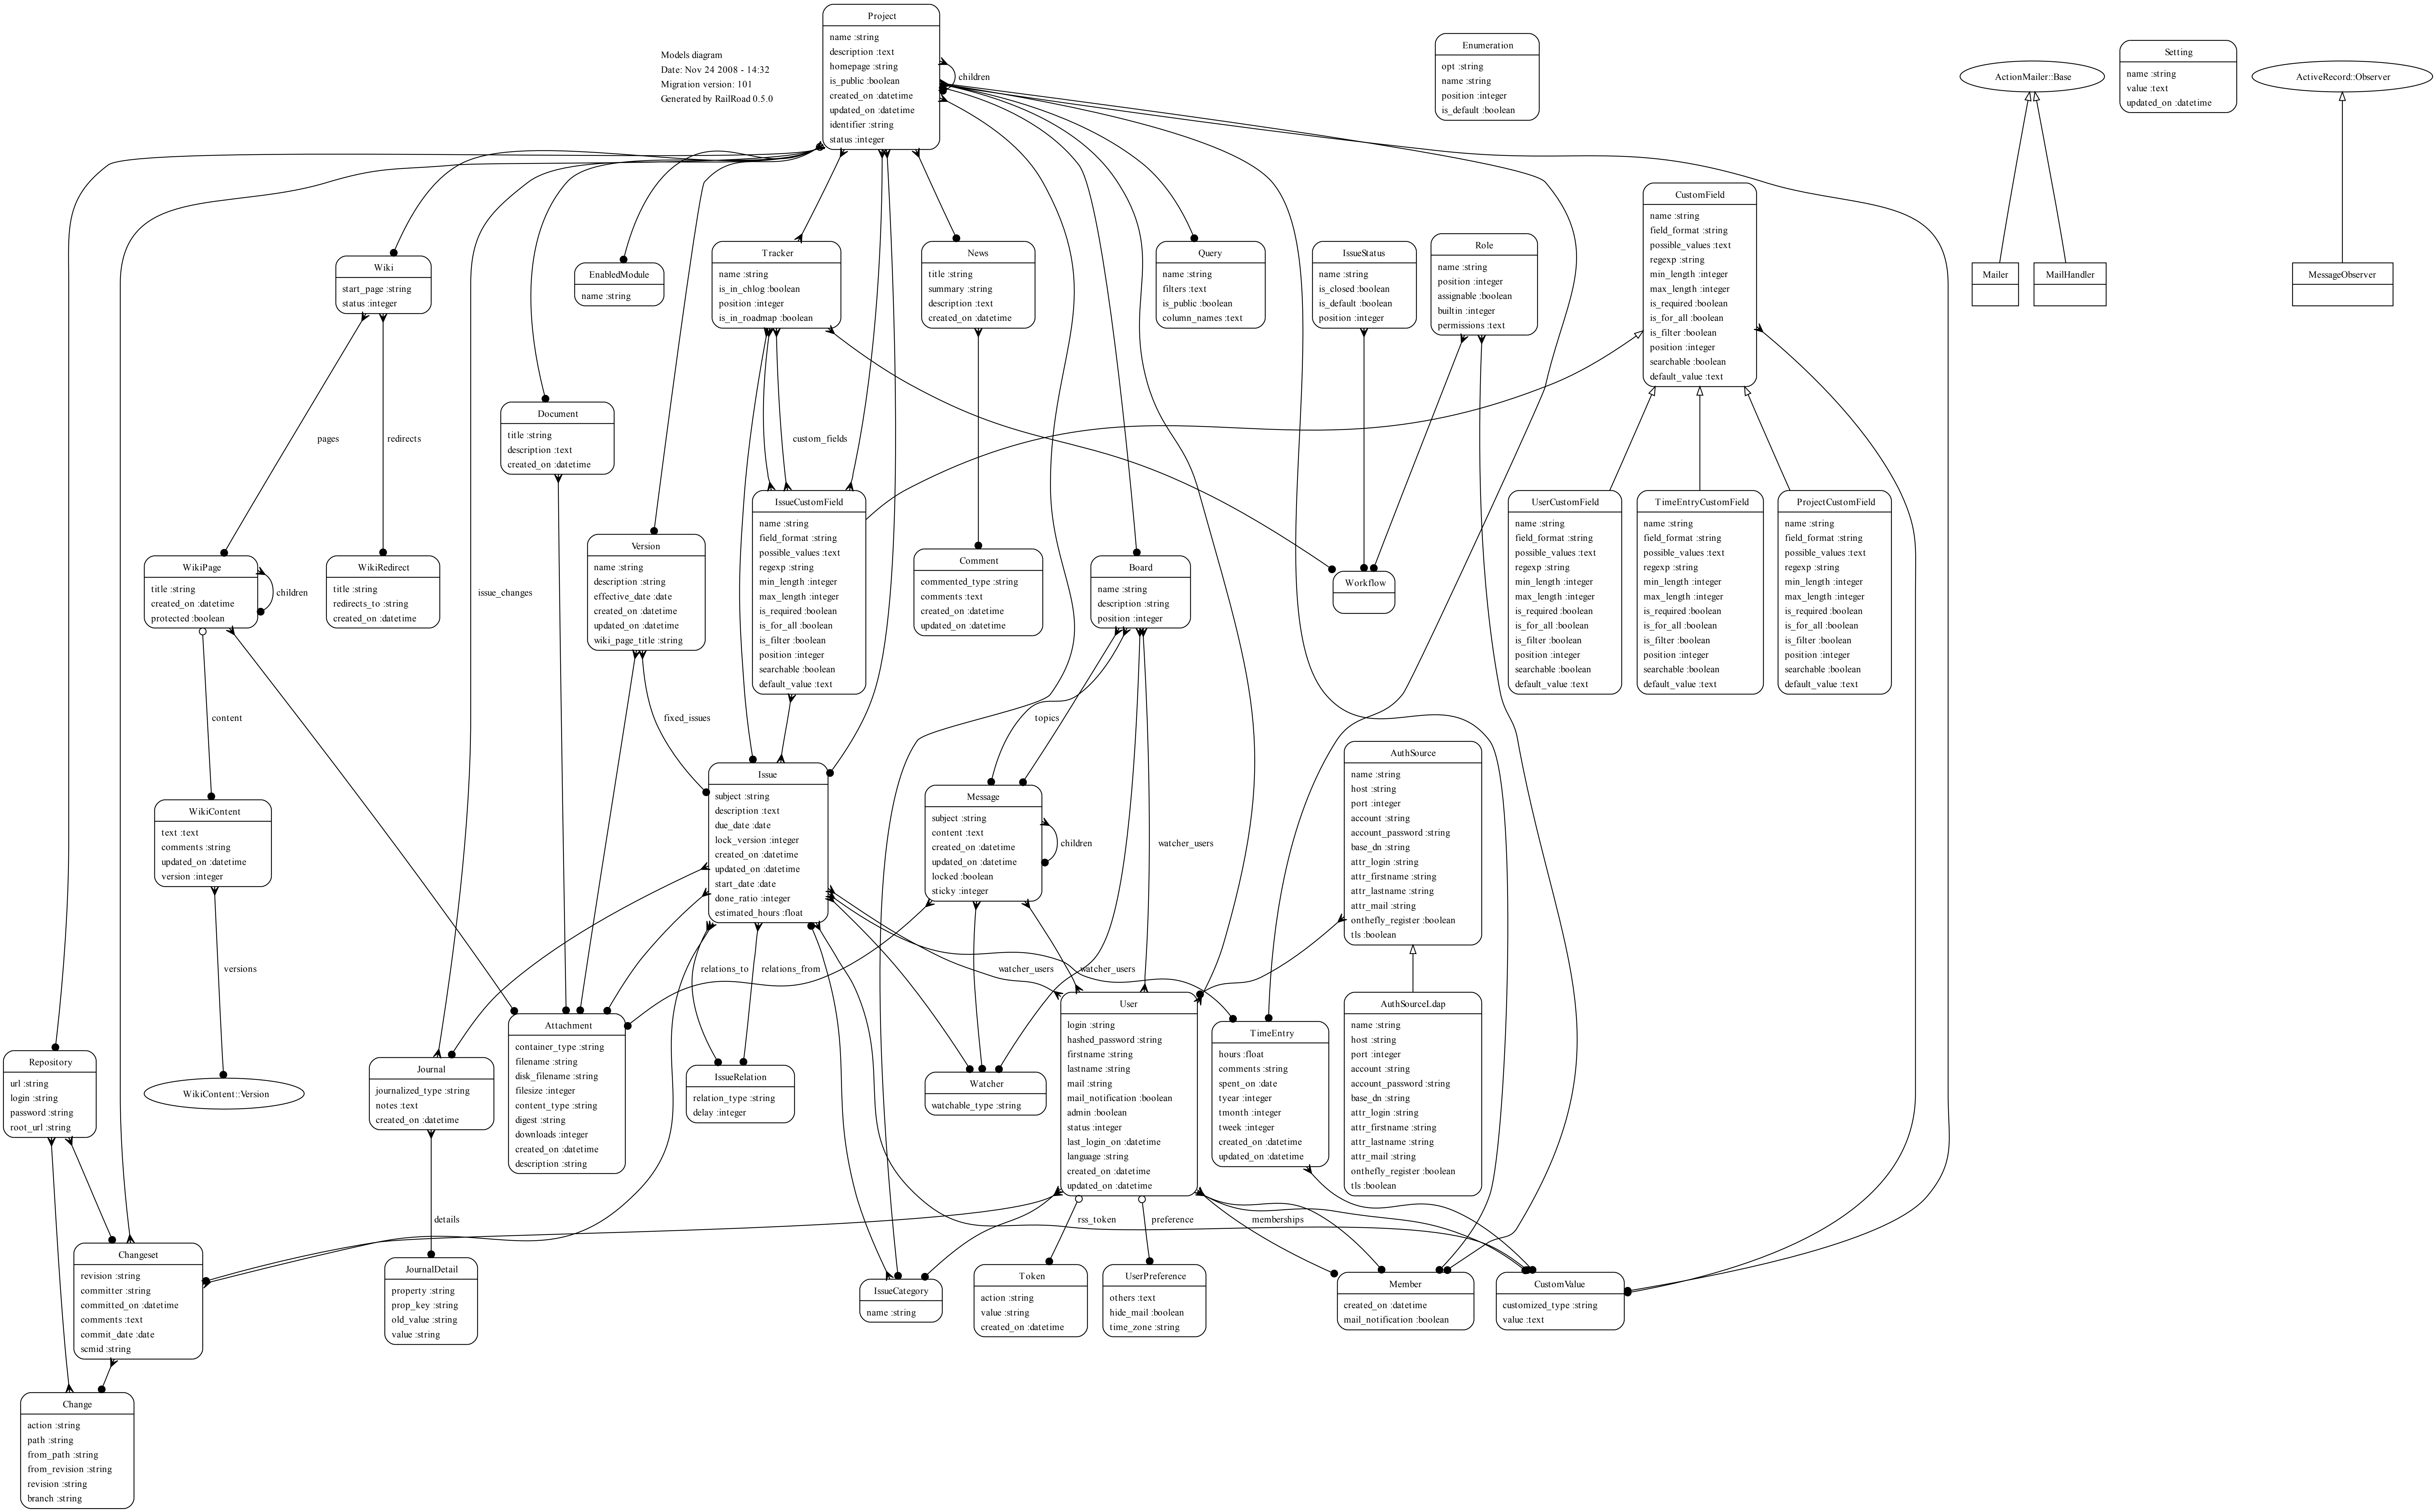 Models diagram
Date: Nov 24 2008 - 14:32
Migration version: 101
Generated by RailRoad 0.5.0
Project
name :string
description :text
homepage :string
is_public :boolean
created_on :datetime
updated_on :datetime
identifier :string
status :integer
children
Enumeration
opt :string
name :string
position :integer
is_default :boolean
ActionMailer::Base
Setting
name :string
value :text
updated_on :datetime
ActiveRecord::Observer
CustomField
name :string
field_format :string
possible_values :text
regexp :string
min_length :integer
max_length :integer
is_required :boolean
is_for_all :boolean
is_filter :boolean
position :integer
searchable :boolean
default_value :text
Wiki
start_page :string
status :integer
EnabledModule
name :string
Tracker
name :string
is_in_chlog :boolean
position :integer
is_in_roadmap :boolean
News
title :string
summary :string
description :text
created_on :datetime
Query
name :string
filters :text
is_public :boolean
column_names :text
IssueStatus
name :string
is_closed :boolean
is_default :boolean
position :integer
Role
name :string
position :integer
assignable :boolean
builtin :integer
permissions :text
Mailer
MailHandler
MessageObserver
pages
redirects
Document
title :string
description :text
created_on :datetime
custom_fields
IssueCustomField
name :string
field_format :string
possible_values :text
regexp :string
min_length :integer
max_length :integer
is_required :boolean
is_for_all :boolean
is_filter :boolean
position :integer
searchable :boolean
default_value :text
UserCustomField
name :string
field_format :string
possible_values :text
regexp :string
min_length :integer
max_length :integer
is_required :boolean
is_for_all :boolean
is_filter :boolean
position :integer
searchable :boolean
default_value :text
TimeEntryCustomField
name :string
field_format :string
possible_values :text
regexp :string
min_length :integer
max_length :integer
is_required :boolean
is_for_all :boolean
is_filter :boolean
position :integer
searchable :boolean
default_value :text
ProjectCustomField
name :string
field_format :string
possible_values :text
regexp :string
min_length :integer
max_length :integer
is_required :boolean
is_for_all :boolean
is_filter :boolean
position :integer
searchable :boolean
default_value :text
WikiPage
title :string
created_on :datetime
protected :boolean
children
WikiRedirect
title :string
redirects_to :string
created_on :datetime
issue_changes
Version
name :string
description :string
effective_date :date
created_on :datetime
updated_on :datetime
wiki_page_title :string
Comment
commented_type :string
comments :text
created_on :datetime
updated_on :datetime
Board
name :string
description :string
position :integer
Workflow
content
fixed_issues
topics
WikiContent
text :text
comments :string
updated_on :datetime
version :integer
Issue
subject :string
description :text
due_date :date
lock_version :integer
created_on :datetime
updated_on :datetime
start_date :date
done_ratio :integer
estimated_hours :float
Message
subject :string
content :text
created_on :datetime
updated_on :datetime
locked :boolean
sticky :integer
children
watcher_users
AuthSource
name :string
host :string
port :integer
account :string
account_password :string
base_dn :string
attr_login :string
attr_firstname :string
attr_lastname :string
attr_mail :string
onthefly_register :boolean
tls :boolean
versions
relations_to
relations_from
watcher_users
watcher_users
Repository
url :string
login :string
password :string
root_url :string
WikiContent::Version
Journal
journalized_type :string
notes :text
created_on :datetime
Attachment
container_type :string
filename :string
disk_filename :string
filesize :integer
content_type :string
digest :string
downloads :integer
created_on :datetime
description :string
IssueRelation
relation_type :string
delay :integer
Watcher
watchable_type :string
User
login :string
hashed_password :string
firstname :string
lastname :string
mail :string
mail_notification :boolean
admin :boolean
status :integer
last_login_on :datetime
language :string
created_on :datetime
updated_on :datetime
TimeEntry
hours :float
comments :string
spent_on :date
tyear :integer
tmonth :integer
tweek :integer
created_on :datetime
updated_on :datetime
AuthSourceLdap
name :string
host :string
port :integer
account :string
account_password :string
base_dn :string
attr_login :string
attr_firstname :string
attr_lastname :string
attr_mail :string
onthefly_register :boolean
tls :boolean
details
rss_token
preference
memberships
Changeset
revision :string
committer :string
committed_on :datetime
comments :text
commit_date :date
scmid :string
JournalDetail
property :string
prop_key :string
old_value :string
value :string
IssueCategory
name :string
Token
action :string
value :string
created_on :datetime
UserPreference
others :text
hide_mail :boolean
time_zone :string
Member
created_on :datetime
mail_notification :boolean
CustomValue
customized_type :string
value :text
Change
action :string
path :string
from_path :string
from_revision :string
revision :string
branch :string